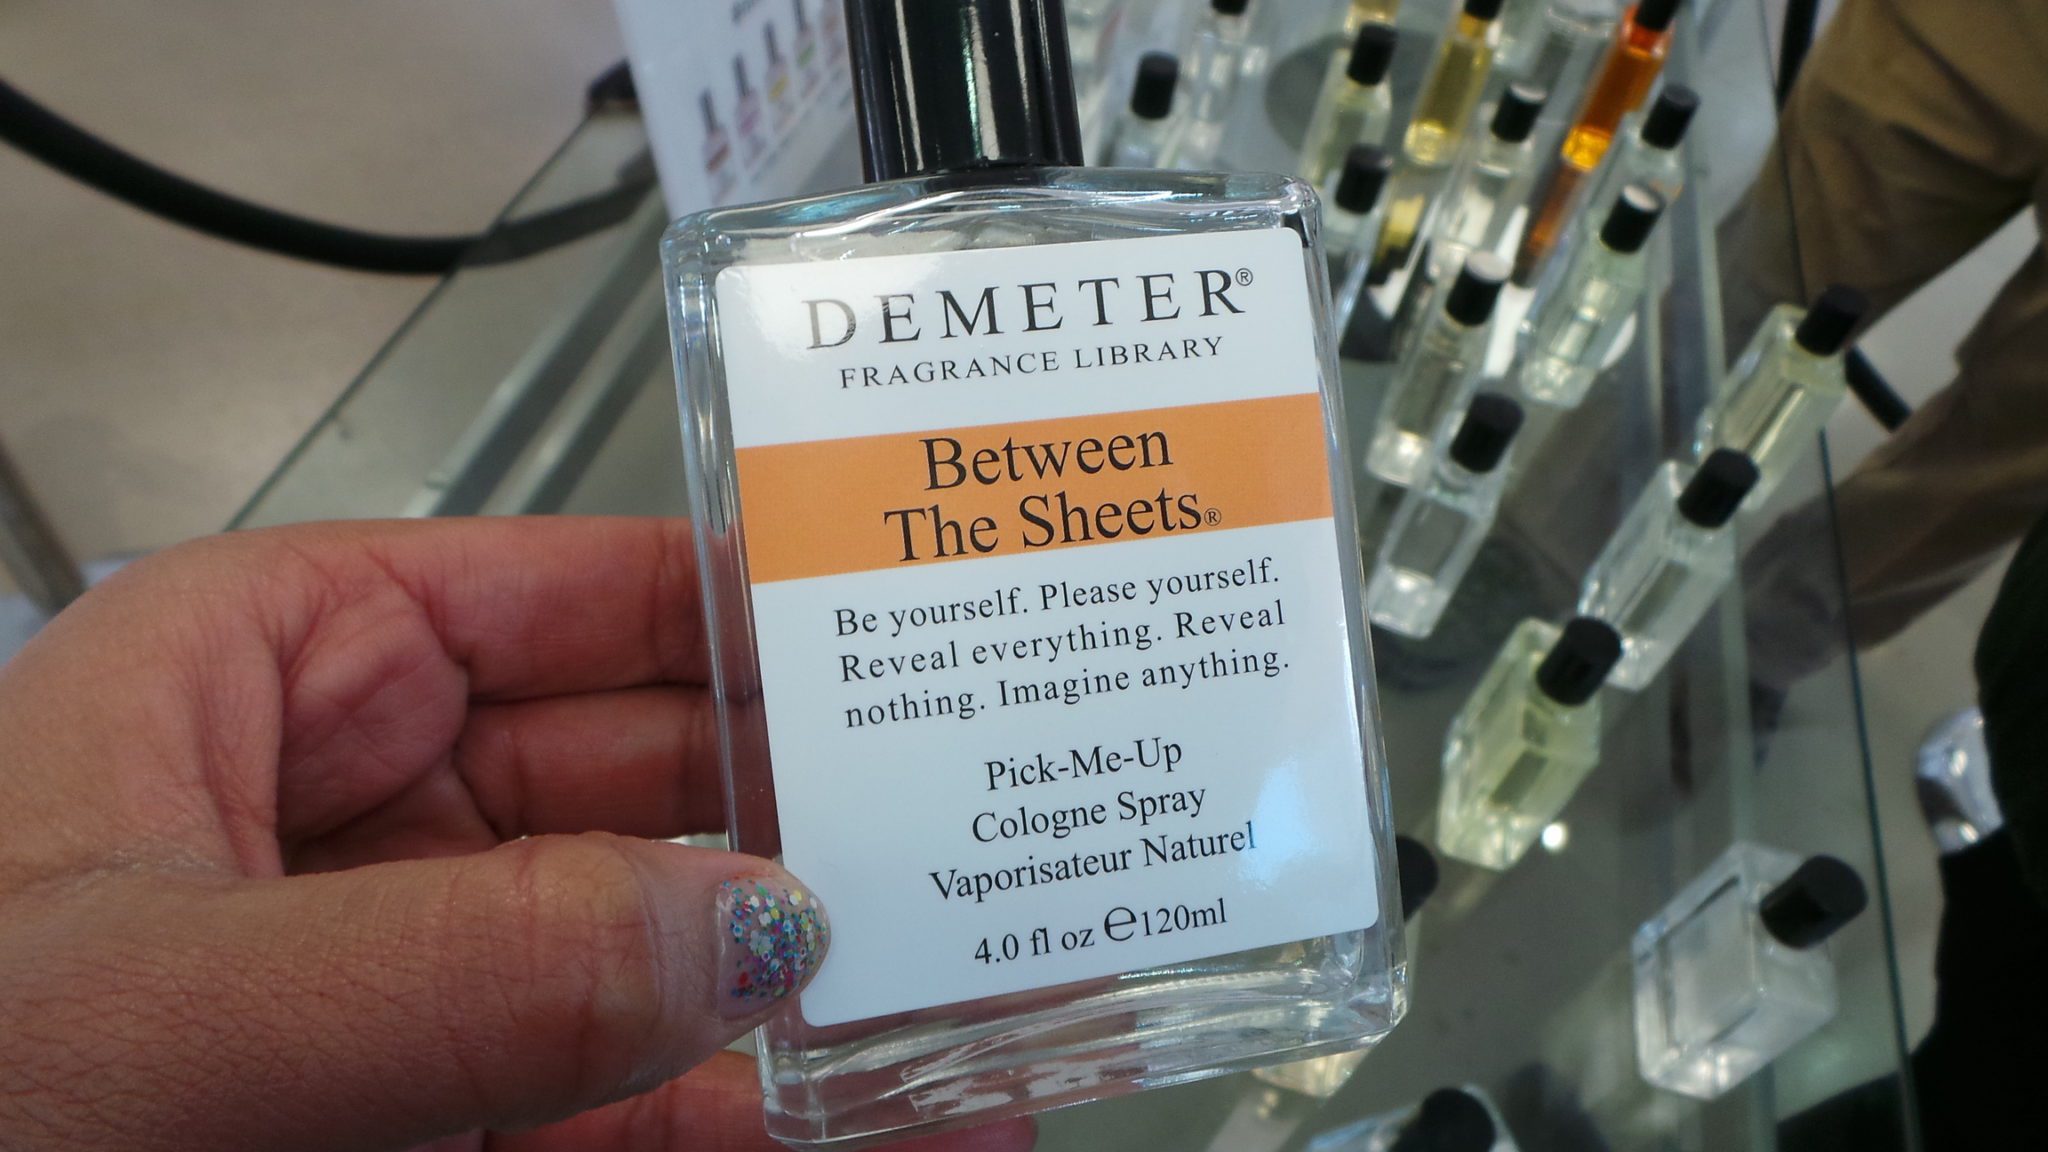 DEMETER®
FRAGRANCE LIBRARY
Between
The Sheets®
Be yourself. Please yourself.
Reveal everything. Reveal
nothing. Imagine anything.
Pick-Me-Up
Cologne Spray
Vaporisateur Naturel
4.0 fl oz ℮120ml